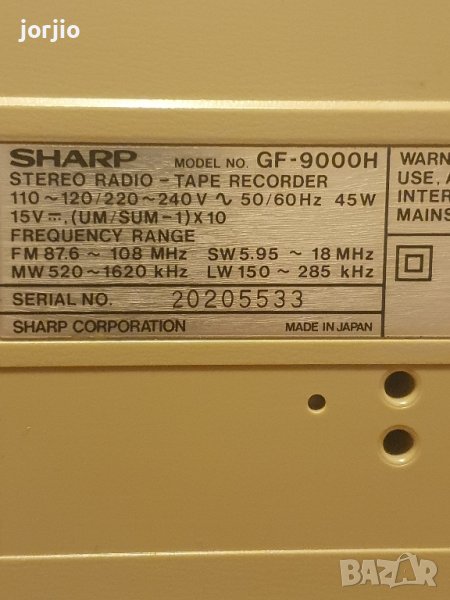 jorjio
SHARP MODEL NO. GF-9000H
STEREO RADIO-TAPE RECORDER
110~120/220~240V ∿ 50/60Hz 45W
15V ⎓, (UM/SUM-1)X10
FREQUENCY RANGE
FM 87.6~108 MHz SW 5.95~18 MHz
MW 520~1620 kHz LW 150~285 kHz
SERIAL NO. 20205533
SHARP CORPORATION MADE IN JAPAN
WARN
USE, 
INTER
MAINS
BAZAR